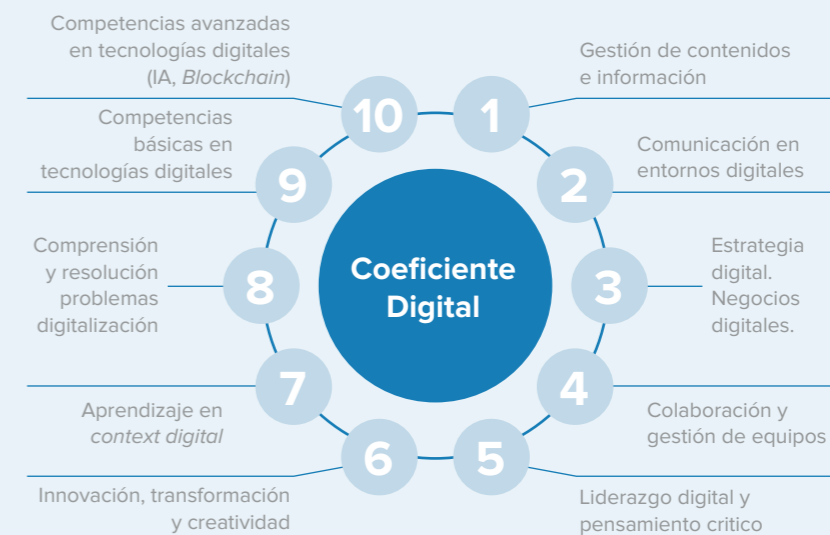 Coeficiente
Digital
1
Gestión de contenidos
e información
2
Comunicación en
entornos digitales
3
Estrategia
digital.
Negocios
digitales.
4
Colaboración y
gestión de equipos
5
Liderazgo digital y
pensamiento critico
6
Innovación, transformación
y creatividad
7
Aprendizaje en
context digital
8
Comprensión
y resolución
problemas
digitalización
9
Competencias
básicas en
tecnologías digitales
10
Competencias avanzadas
en tecnologías digitales
(IA, Blockchain)